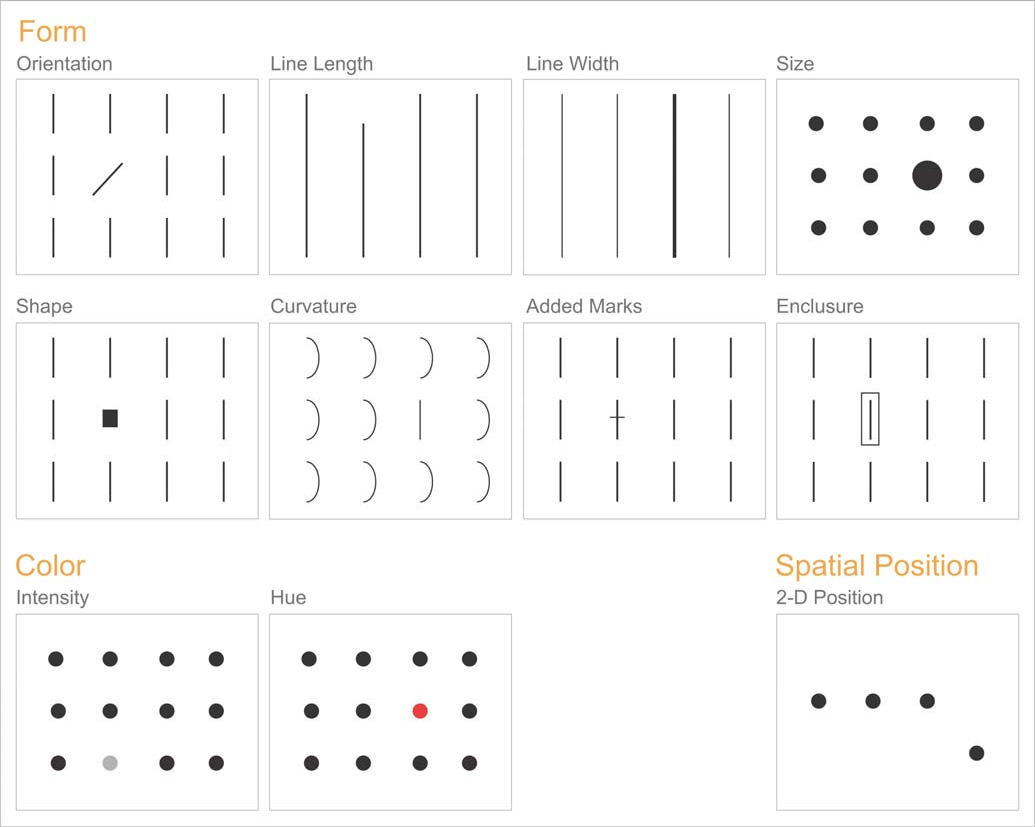 Form
Orientation
Line Length
Line Width
Size
Shape
Curvature
Added Marks
Enclusure
Color
Spatial Position
Intensity
Hue
2-D Position